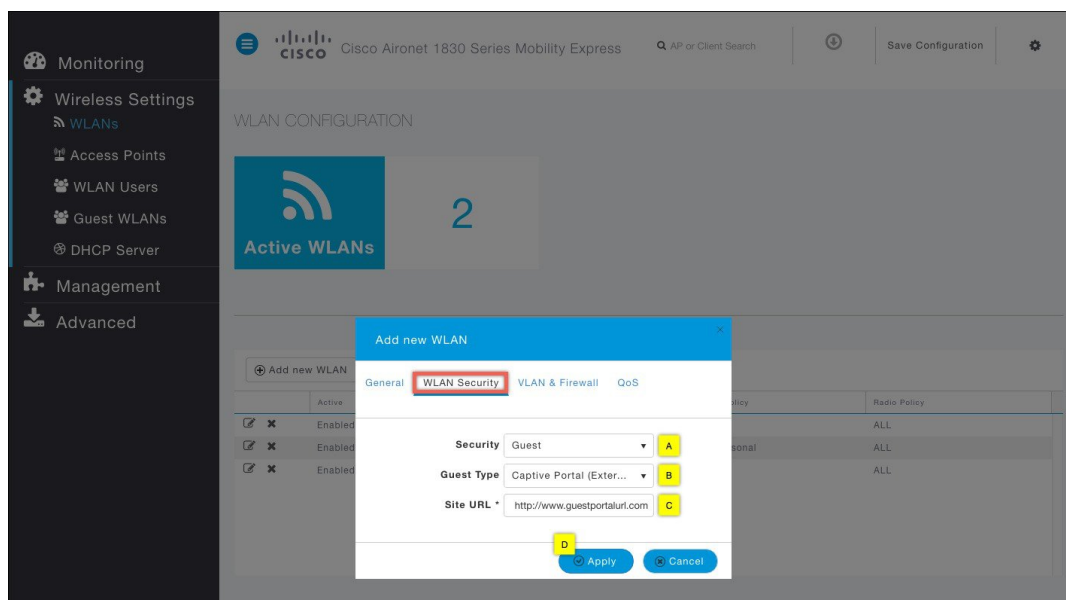 Monitoring
Wireless Settings
WLANs
Access Points
WLAN Users
Guest WLANs
DHCP Server
Management
Advanced
CISCO
Cisco Aironet 1830 Series Mobility Express
AP or Client Search
Save Configuration
WLAN CONFIGURATION
Active WLANs
2
Add new WLAN
Active
olicy
Radio Policy
Enabled
ALL
Enabled
sonal
ALL
Enabled
ALL
Add new WLAN
General WLAN Security VLAN & Firewall QoS
Security Guest A
Guest Type Captive Portal (Exter... B
Site URL * http://www.guestportalurl.com C
D
Apply Cancel